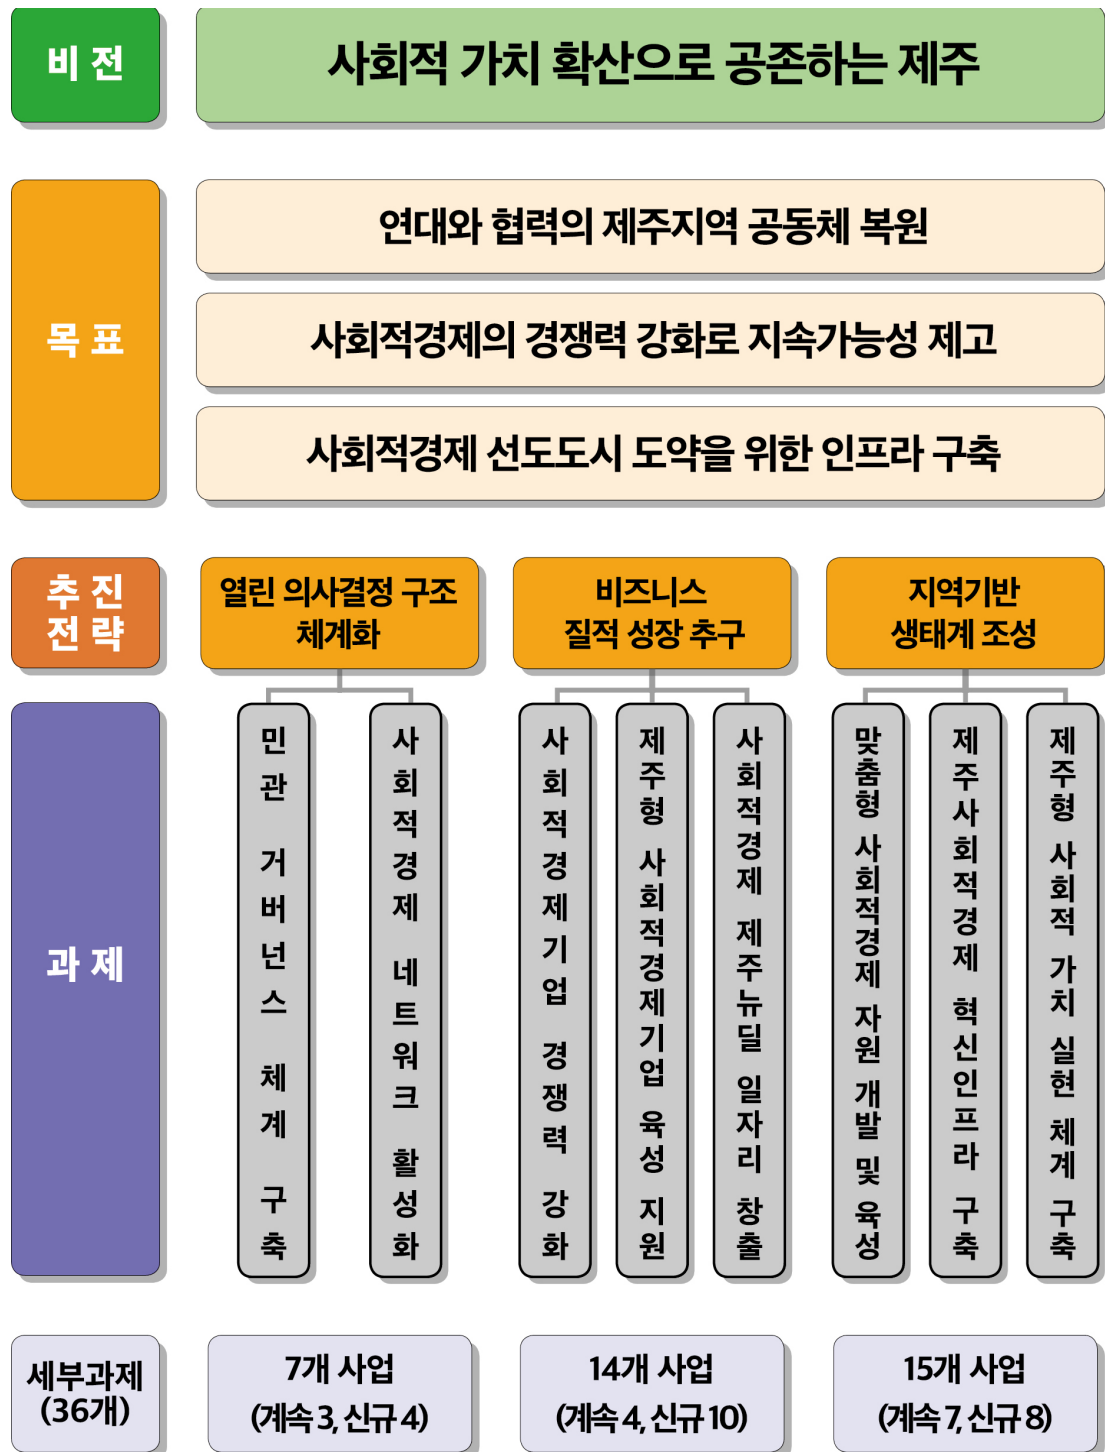 비 전
사회적 가치 확산으로 공존하는 제주
목 표
연대와 협력의 제주지역 공동체 복원
사회적경제의 경쟁력 강화로 지속가능성 제고
사회적경제 선도도시 도약을 위한 인프라 구축
추 진
전 략
열린 의사결정 구조
체계화
비즈니스
질적 성장 추구
지역기반
생태계 조성
과 제
민관 거버넌스 체계 구축
사회적경제 네트워크 활성화
사회적경제기업 경쟁력 강화
제주형 사회적경제기업 육성 지원
사회적경제 제주뉴딜 일자리 창출
맞춤형 사회적경제 자원 개발 및 육성
제주사회적경제 혁신인프라 구축
제주형 사회적 가치 실현 체계 구축
세부과제
(36개)
7개 사업
(계속 3, 신규 4)
14개 사업
(계속 4, 신규 10)
15개 사업
(계속 7, 신규 8)